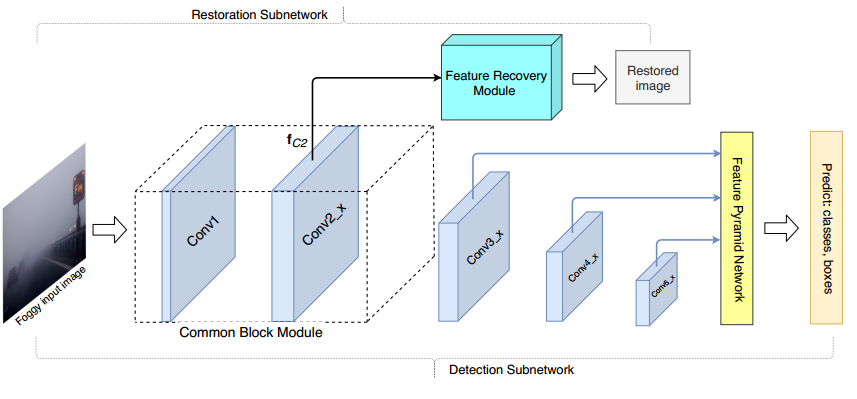 Restoration Subnetwork
Feature Recovery
Module
Restored
image
fC2
Conv1
Conv2_x
Conv3_x
Conv4_x
Conv5_x
Feature Pyramid Network
Predict: classes, boxes
Foggy input image
Common Block Module
Detection Subnetwork